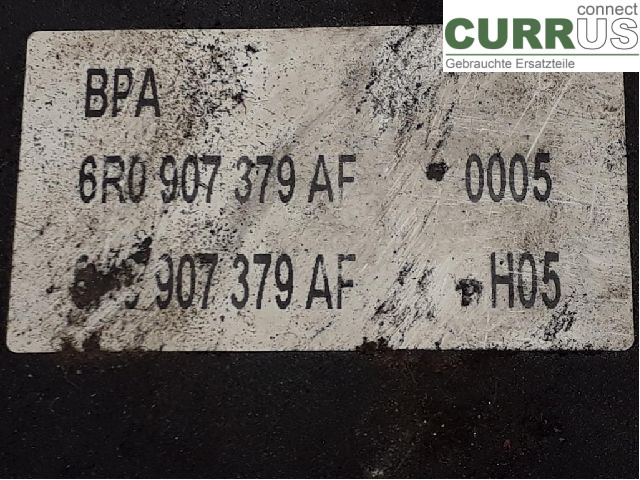 connect
CURRUS
Gebrauchte Ersatzteile
BPA
6R0 907 379 AF 0005
907 379 AF H05